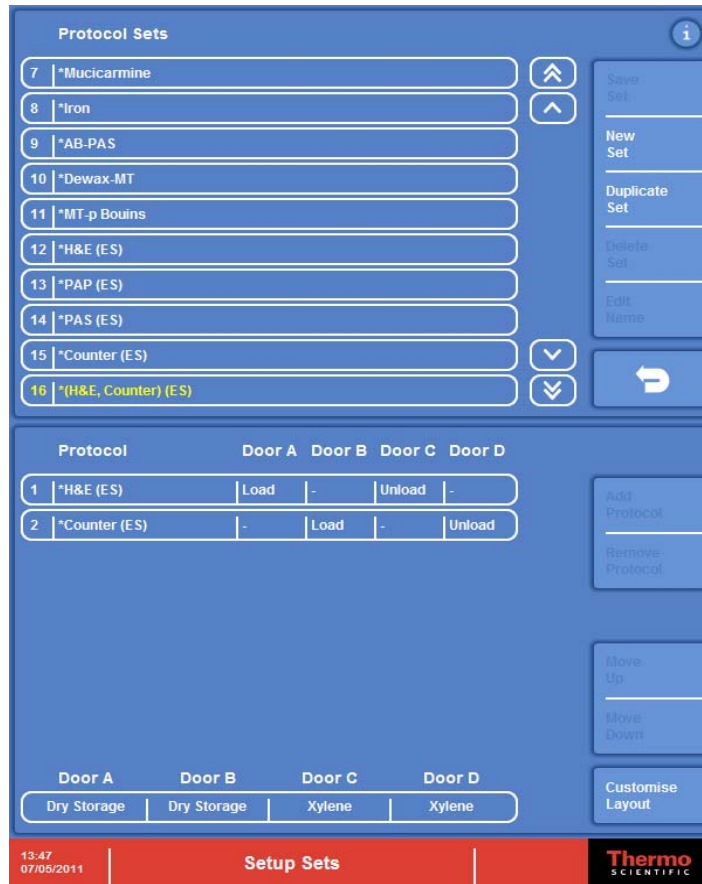 Protocol Sets
i
7 *Mucicarmine
8 *Iron
9 *AB-PAS
10 *Dewax-MT
11 *MT-p Bouins
12 *H&E (ES)
13 *PAP (ES)
14 *PAS (ES)
15 *Counter (ES)
16 *(H&E, Counter) (ES)
Save
Set
New
Set
Duplicate
Set
Delete
Set
Edit
Name
Protocol Door A Door B Door C Door D
1 *H&E (ES) Load - Unload -
2 *Counter (ES) - Load - Unload
Add
Protocol
Remove
Protocol
Move
Up
Move
Down
Door A Door B Door C Door D
Dry Storage Dry Storage Xylene Xylene
Customise
Layout
13:47
07/05/2011
Setup Sets
Thermo
SCIENTIFIC